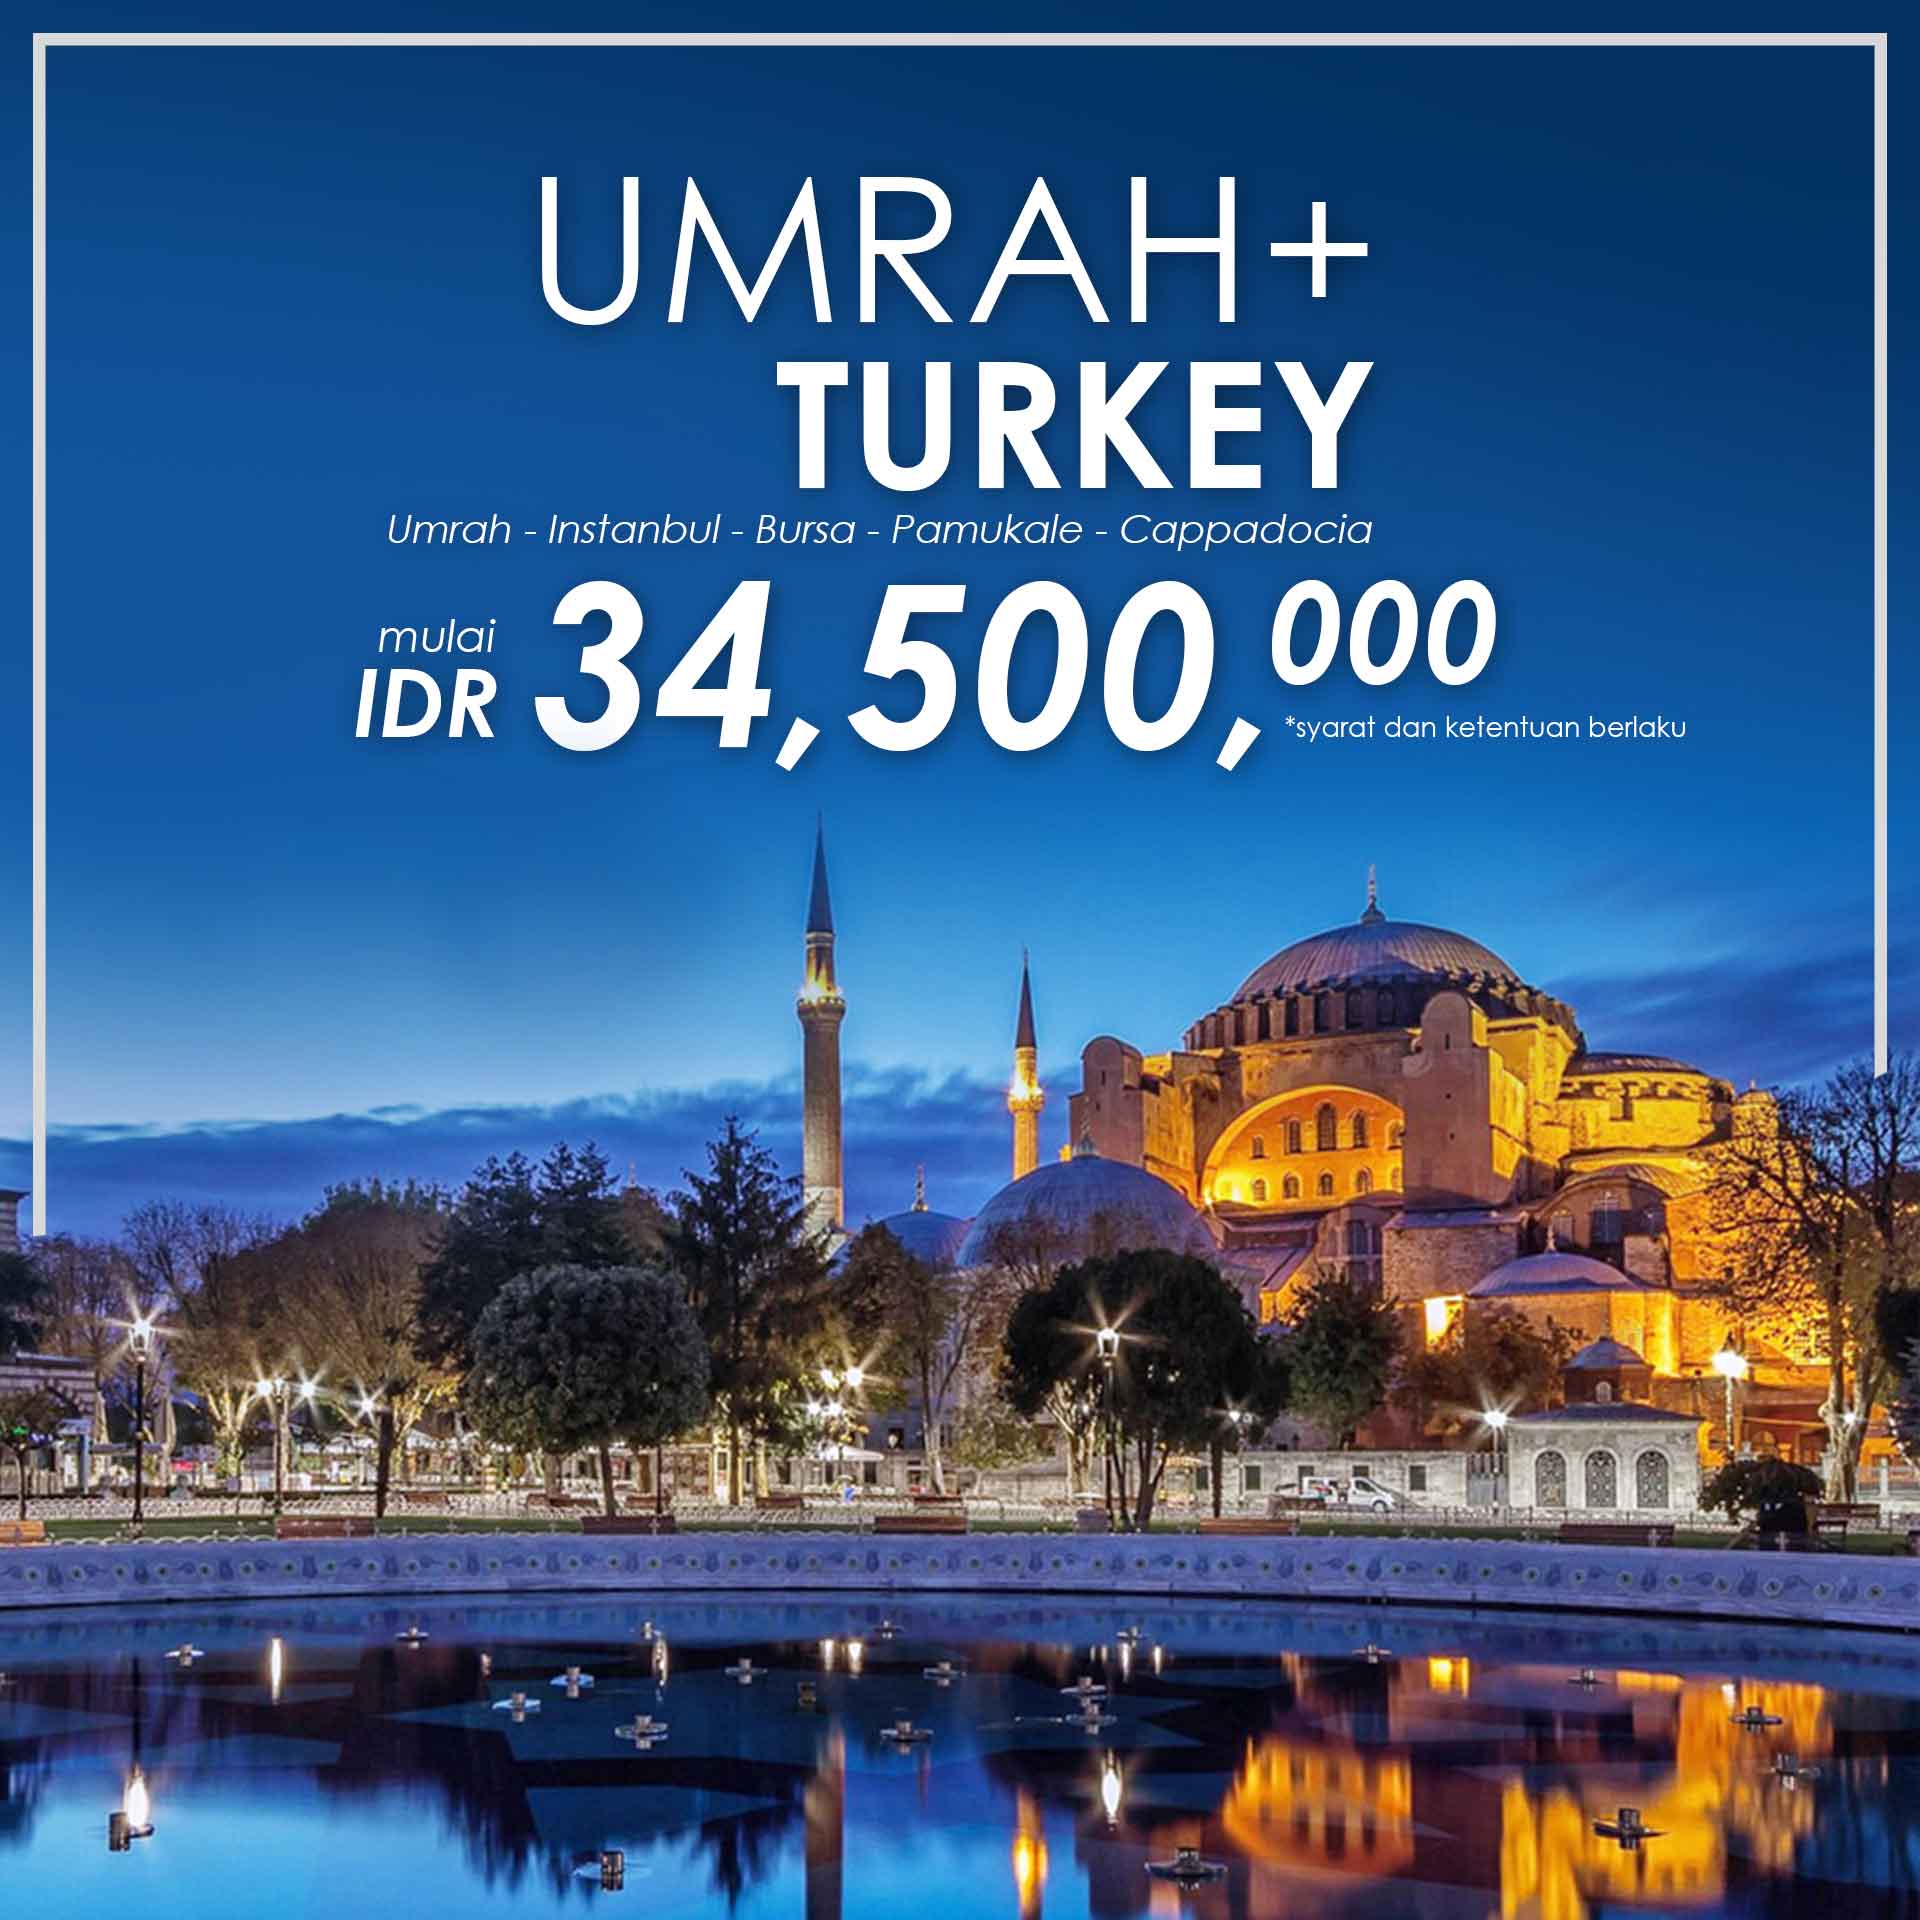 UMRAH+
TURKEY
Umrah - Instanbul - Bursa - Pamukale - Cappadocia
mulai
IDR 34,500,000
*syarat dan ketentuan berlaku